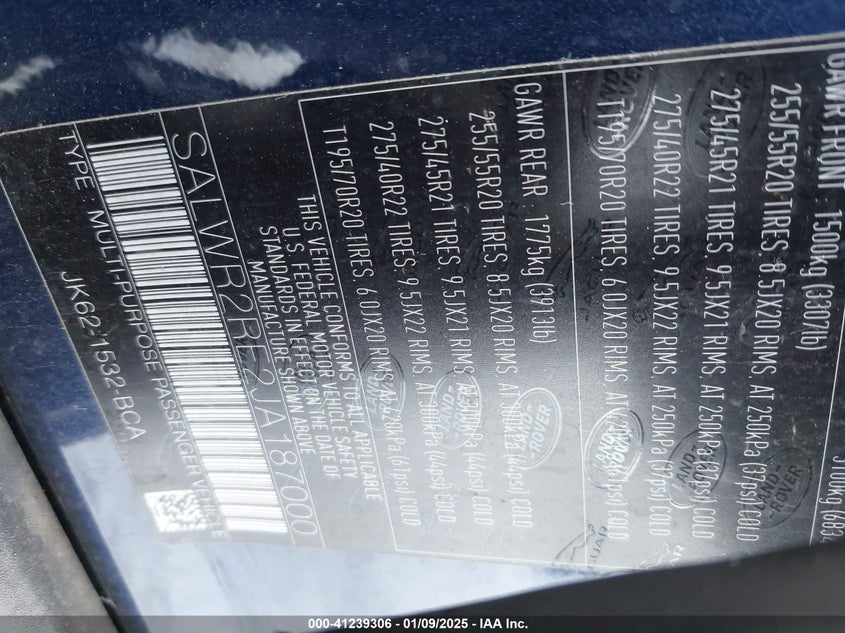 3100kg
GAWR FRONT 1500kg (3307lb)
255/55R20 TIRES 8.5JX20 RIMS AT 250kPa (37psi) COLD
275/45R21 TIRES 9.5JX21 RIMS AT 250kPa (37psi) COLD
275/40R22 TIRES 9.5JX22 RIMS AT 250kPa (37psi) COLD
T195/70R20 TIRES 6.0JX20 RIMS AT COLD
GAWR REAR 1775kg (3913lb)
255/55R20 TIRES 8.5JX20 RIMS AT (44psi) COLD
275/45R21 TIRES 9.5JX21 RIMS AT (44psi) COLD
275/40R22 TIRES 9.5JX22 RIMS AT 300kPa (44psi) COLD
T195/70R20 TIRES 6.0JX20 RIMS (61psi) COLD
THIS VEHICLE CONFORMS TO ALL APPLICABLE
U.S. FEDERAL MOTOR VEHICLE SAFETY
STANDARDS IN EFFECT ON THE DATE OF
MANUFACTURE SHOWN ABOVE
TYPE MULTI-PURPOSE PASSENGER VEHICLE
JK62-1532-BCA
000-41239306 - 01/09/2025 - IAA Inc.